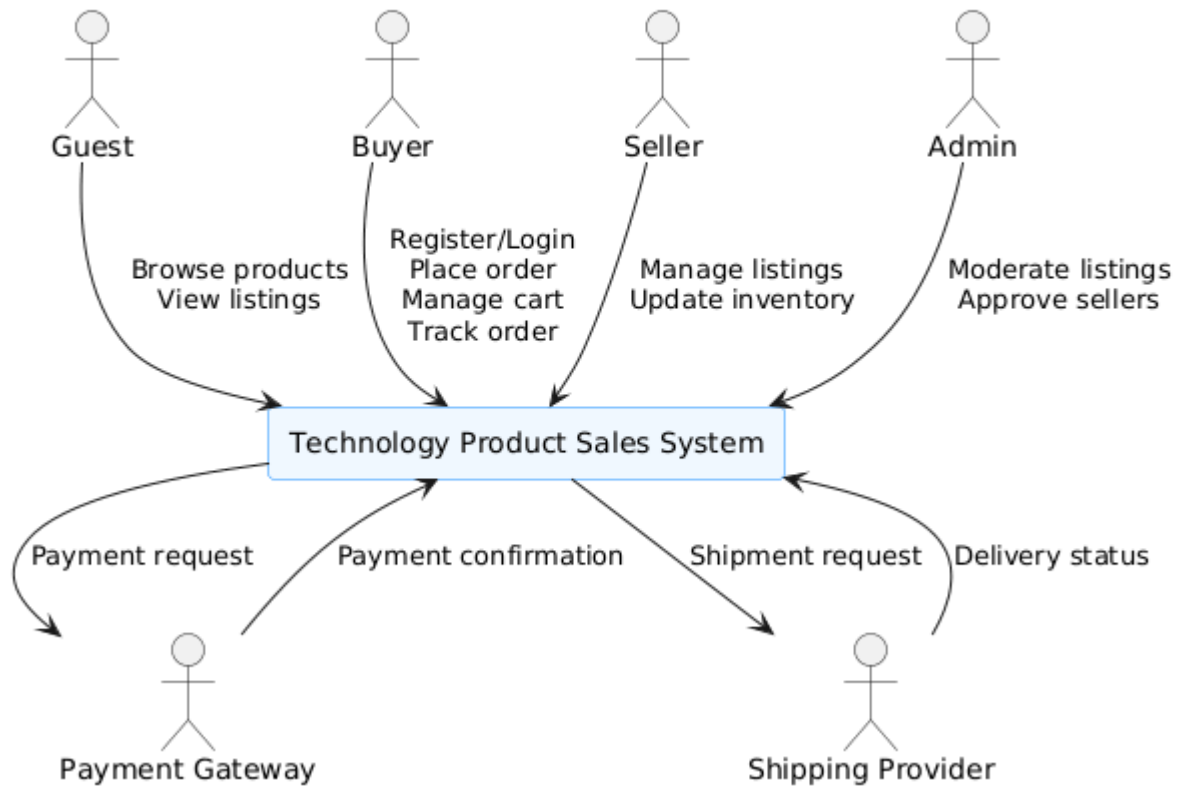 Guest
Buyer
Seller
Admin
Browse products
View listings
Register/Login
Place order
Manage cart
Track order
Manage listings
Update inventory
Moderate listings
Approve sellers
Technology Product Sales System
Payment request
Payment confirmation
Shipment request
Delivery status
Payment Gateway
Shipping Provider